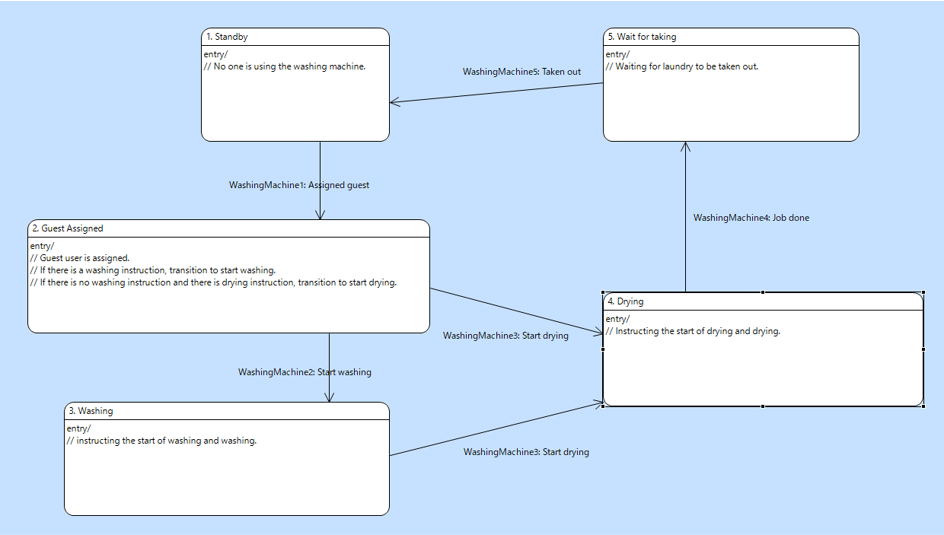 1. Standby
entry/
// No one is using the washing machine.
5. Wait for taking
entry/
// Waiting for laundry to be taken out.
WashingMachine5: Taken out
WashingMachine1: Assigned guest
WashingMachine4: Job done
2. Guest Assigned
entry/
// Guest user is assigned.
// If there is a washing instruction, transition to start washing.
// If there is no washing instruction and there is drying instruction, transition to start drying.
4. Drying
entry/
// Instructing the start of drying and drying.
WashingMachine3: Start drying
WashingMachine2: Start washing
3. Washing
entry/
// instructing the start of washing and washing.
WashingMachine3: Start drying